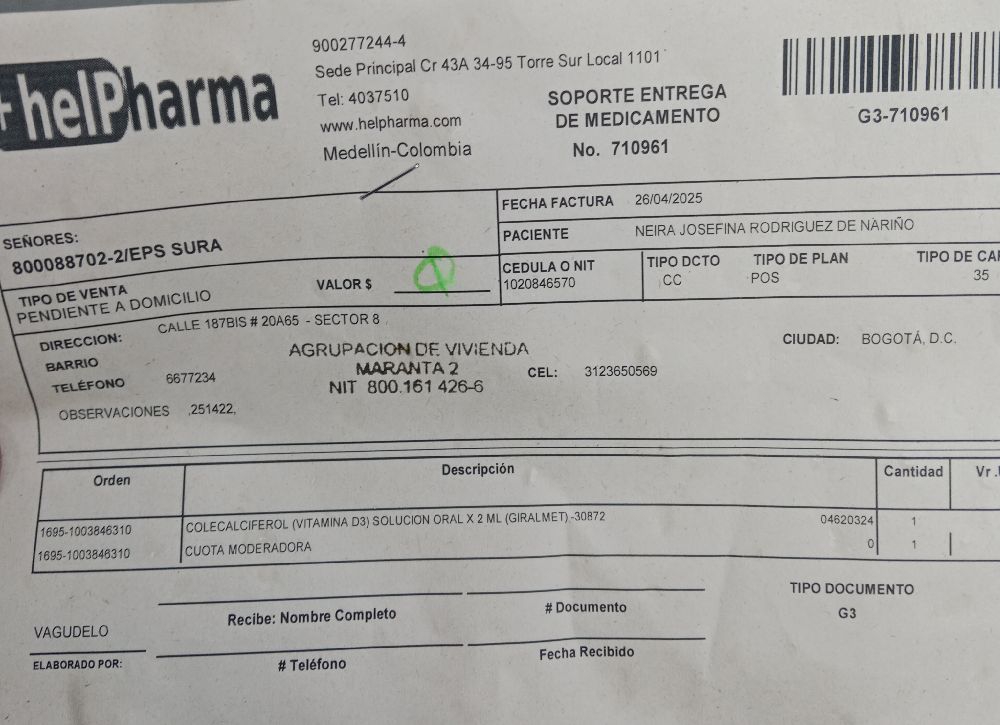 +helPharma
900277244-4
Sede Principal Cr 43A 34-95 Torre Sur Local 1101
Tel: 4037510
www.helpharma.com
Medellín-Colombia
SOPORTE ENTREGA
DE MEDICAMENTO
No. 710961
G3-710961
SEÑORES:
800088702-2/EPS SURA
FECHA FACTURA 26/04/2025
PACIENTE NEIRA JOSEFINA RODRIGUEZ DE NARIÑO
TIPO DE VENTA
PENDIENTE A DOMICILIO
VALOR $
CEDULA O NIT
1020846570
TIPO DCTO
CC
TIPO DE PLAN
POS
TIPO DE CA
35
DIRECCION: CALLE 187BIS # 20A65 - SECTOR 8
BARRIO
TELÉFONO 6677234
AGRUPACION DE VIVIENDA
MARANTA 2
NIT 800.161 426-6
CEL: 3123650569
CIUDAD: BOGOTÁ, D.C.
OBSERVACIONES ,251422,
Orden Descripción Cantidad Vr.
1695-1003846310 COLECALCIFEROL (VITAMINA D3) SOLUCION ORAL X 2 ML (GIRALMET) -30872 04620324 1
1695-1003846310 CUOTA MODERADORA 0 1
VAGUDELO
ELABORADO POR:
Recibe: Nombre Completo
# Documento
# Teléfono
Fecha Recibido
TIPO DOCUMENTO
G3